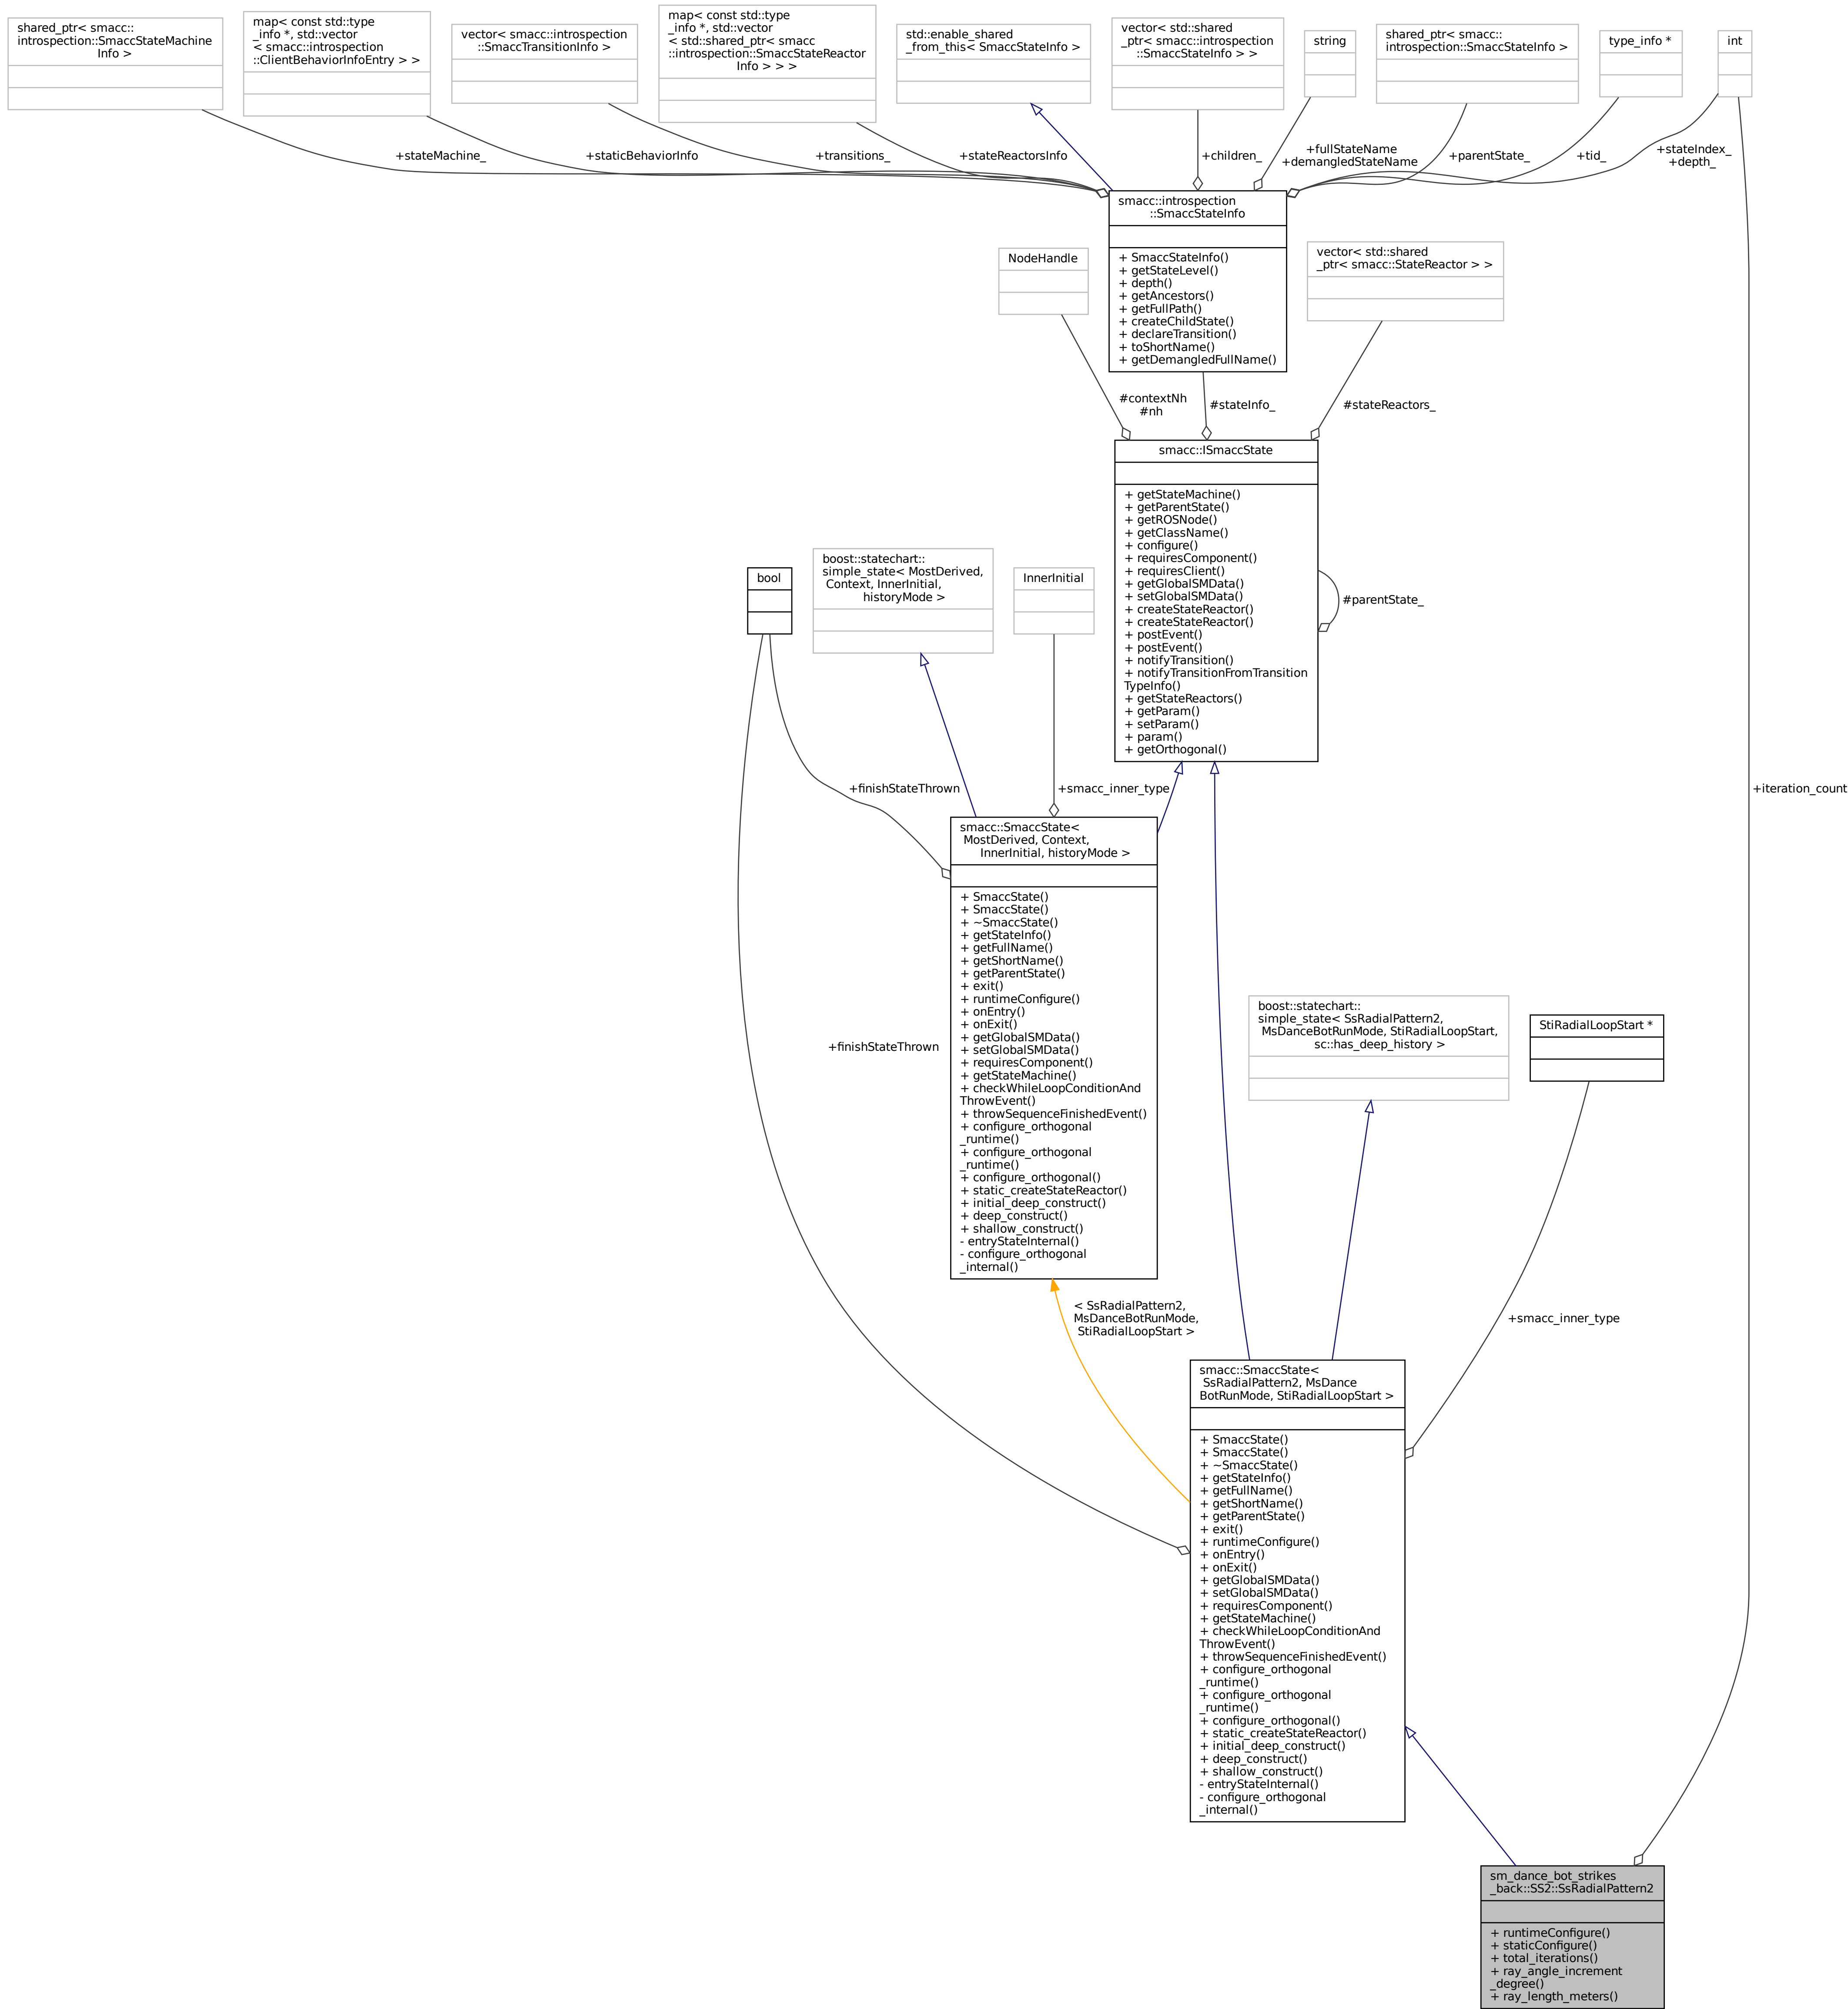 shared_ptr< smacc::
introspection::SmaccStateMachine
Info >
map< const std::type
_info *, std::vector
< smacc::introspection
::ClientBehaviorInfoEntry > >
vector< smacc::introspection
::SmaccTransitionInfo >
map< const std::type
_info *, std::vector
< std::shared_ptr< smacc
::introspection::SmaccStateReactor
Info > > >
std::enable_shared
_from_this< SmaccStateInfo >
vector< std::shared
_ptr< smacc::introspection
::SmaccStateInfo > >
string
shared_ptr< smacc::
introspection::SmaccStateInfo >
type_info *
int
+stateMachine_
+staticBehaviorInfo
+transitions_
+stateReactorsInfo
+children_
+fullStateName
+demangledStateName
+parentState_
+tid_
+stateIndex_
+depth_
smacc::introspection
::SmaccStateInfo
+ SmaccStateInfo()
+ getStateLevel()
+ depth()
+ getAncestors()
+ getFullPath()
+ createChildState()
+ declareTransition()
+ toShortName()
+ getDemangledFullName()
NodeHandle
vector< std::shared
_ptr< smacc::StateReactor > >
#contextNh
#nh
#stateInfo_
#stateReactors_
smacc::ISmaccState
+ getStateMachine()
+ getParentState()
+ getROSNode()
+ getClassName()
+ configure()
+ requiresComponent()
+ requiresClient()
+ getGlobalSMData()
+ setGlobalSMData()
+ createStateReactor()
+ createStateReactor()
+ postEvent()
+ postEvent()
+ notifyTransition()
+ notifyTransitionFromTransition
TypeInfo()
+ getStateReactors()
+ getParam()
+ setParam()
+ param()
+ getOrthogonal()
#parentState_
bool
boost::statechart::
simple_state< MostDerived,
Context, InnerInitial,
historyMode >
InnerInitial
+finishStateThrown
+smacc_inner_type
+iteration_count
smacc::SmaccState<
MostDerived, Context,
InnerInitial, historyMode >
+ SmaccState()
+ SmaccState()
+ ~SmaccState()
+ getStateInfo()
+ getFullName()
+ getShortName()
+ getParentState()
+ exit()
+ runtimeConfigure()
+ onEntry()
+ onExit()
+ getGlobalSMData()
+ setGlobalSMData()
+ requiresComponent()
+ getStateMachine()
+ checkWhileLoopConditionAnd
ThrowEvent()
+ throwSequenceFinishedEvent()
+ configure_orthogonal
_runtime()
+ configure_orthogonal
_runtime()
+ configure_orthogonal()
+ static_createStateReactor()
+ initial_deep_construct()
+ deep_construct()
+ shallow_construct()
- entryStateInternal()
- configure_orthogonal
_internal()
+finishStateThrown
boost::statechart::
simple_state< SsRadialPattern2,
MsDanceBotRunMode, StiRadialLoopStart,
sc::has_deep_history >
StiRadialLoopStart *
< SsRadialPattern2,
MsDanceBotRunMode,
StiRadialLoopStart >
+smacc_inner_type
smacc::SmaccState<
SsRadialPattern2, MsDance
BotRunMode, StiRadialLoopStart >
+ SmaccState()
+ SmaccState()
+ ~SmaccState()
+ getStateInfo()
+ getFullName()
+ getShortName()
+ getParentState()
+ exit()
+ runtimeConfigure()
+ onEntry()
+ onExit()
+ getGlobalSMData()
+ setGlobalSMData()
+ requiresComponent()
+ getStateMachine()
+ checkWhileLoopConditionAnd
ThrowEvent()
+ throwSequenceFinishedEvent()
+ configure_orthogonal
_runtime()
+ configure_orthogonal
_runtime()
+ configure_orthogonal()
+ static_createStateReactor()
+ initial_deep_construct()
+ deep_construct()
+ shallow_construct()
- entryStateInternal()
- configure_orthogonal
_internal()
sm_dance_bot_strikes
_back::SS2::SsRadialPattern2
+ runtimeConfigure()
+ staticConfigure()
+ total_iterations()
+ ray_angle_increment
_degree()
+ ray_length_meters()